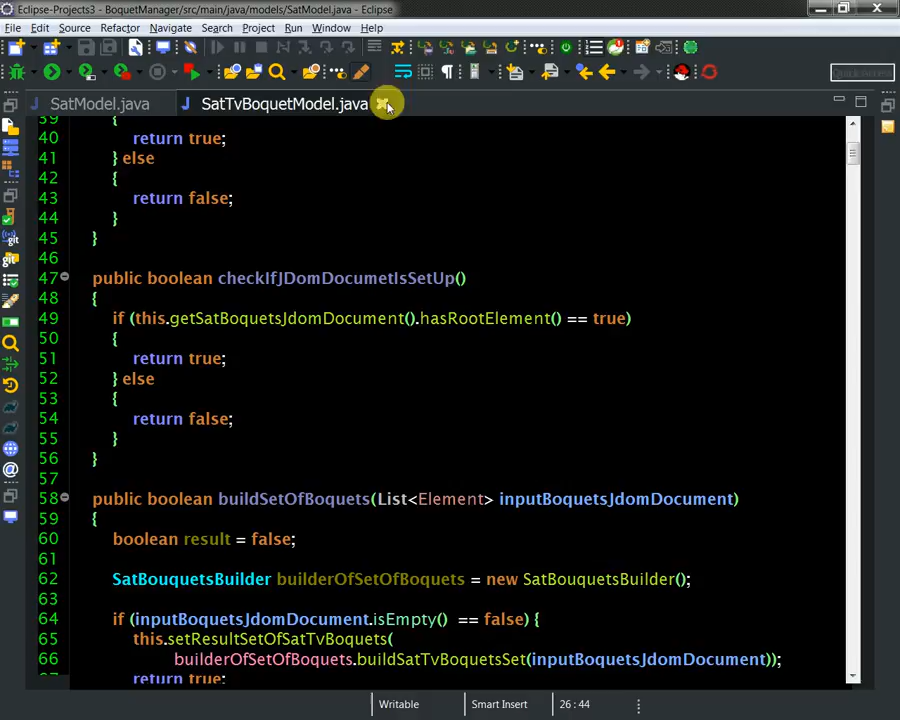 Eclipse-Projects3 - BoquetManager/src/main/java/models/SatModel.java - Eclipse
File Edit Source Refactor Navigate Search Project Run Window Help
Quick Access
SatModel.java SatTvBoquetModel.java
39 {
40 return true;
41 } else
42 {
43 return false;
44 }
45 }
46
47 public boolean checkIfJDomDocumetIsSetUp()
48 {
49 if (this.getSatBoquetsJdomDocument().hasRootElement() == true)
50 {
51 return true;
52 } else
53 {
54 return false;
55 }
56 }
57
58 public boolean buildSetOfBoquets(List<Element> inputBoquetsJdomDocument)
59 {
60 boolean result = false;
61
62 SatBouquetsBuilder builderOfSetOfBoquets = new SatBouquetsBuilder();
63
64 if (inputBoquetsJdomDocument.isEmpty() == false) {
65 this.setResultSetOfSatTvBoquets(
66 builderOfSetOfBoquets.buildSatTvBoquetsSet(inputBoquetsJdomDocument));
67 return true;
Writable Smart Insert 26 : 44